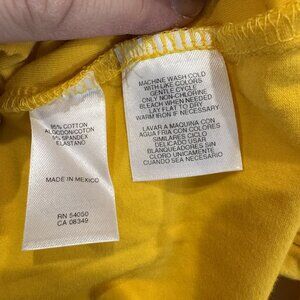 95% COTTON
ALGODON/COTON
5% SPANDEX
ELASTANO
MADE IN MEXICO
RN 54050
CA 08349
MACHINE WASH COLD
WITH LIKE COLORS
GENTLE CYCLE
ONLY NON-CHLORINE
BLEACH WHEN NEEDED
LAY FLAT TO DRY
WARM IRON IF NECESSARY
LAVAR A MAQUINA CON
AGUA FRIA CON COLORES
SIMILARES CICLO
DELICADO USAR
BLANQUEADORES SIN
CLORO UNICAMENTE
CUANDO SEA NECESARIO